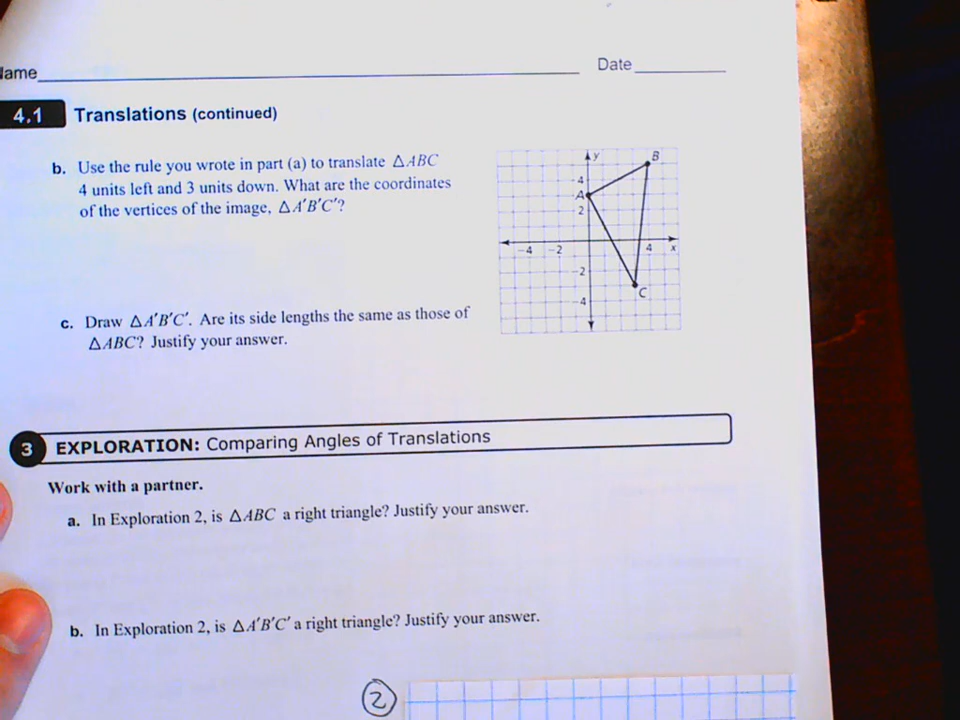 Name Date
4.1 Translations (continued)
b. Use the rule you wrote in part (a) to translate △ABC
4 units left and 3 units down. What are the coordinates
of the vertices of the image, △A′B′C′?
y
B
4
A
2
-4 -2 4 x
-2
C
-4
c. Draw △A′B′C′. Are its side lengths the same as those of
△ABC? Justify your answer.
3 EXPLORATION: Comparing Angles of Translations
Work with a partner.
a. In Exploration 2, is △ABC a right triangle? Justify your answer.
b. In Exploration 2, is △A′B′C′ a right triangle? Justify your answer.
2